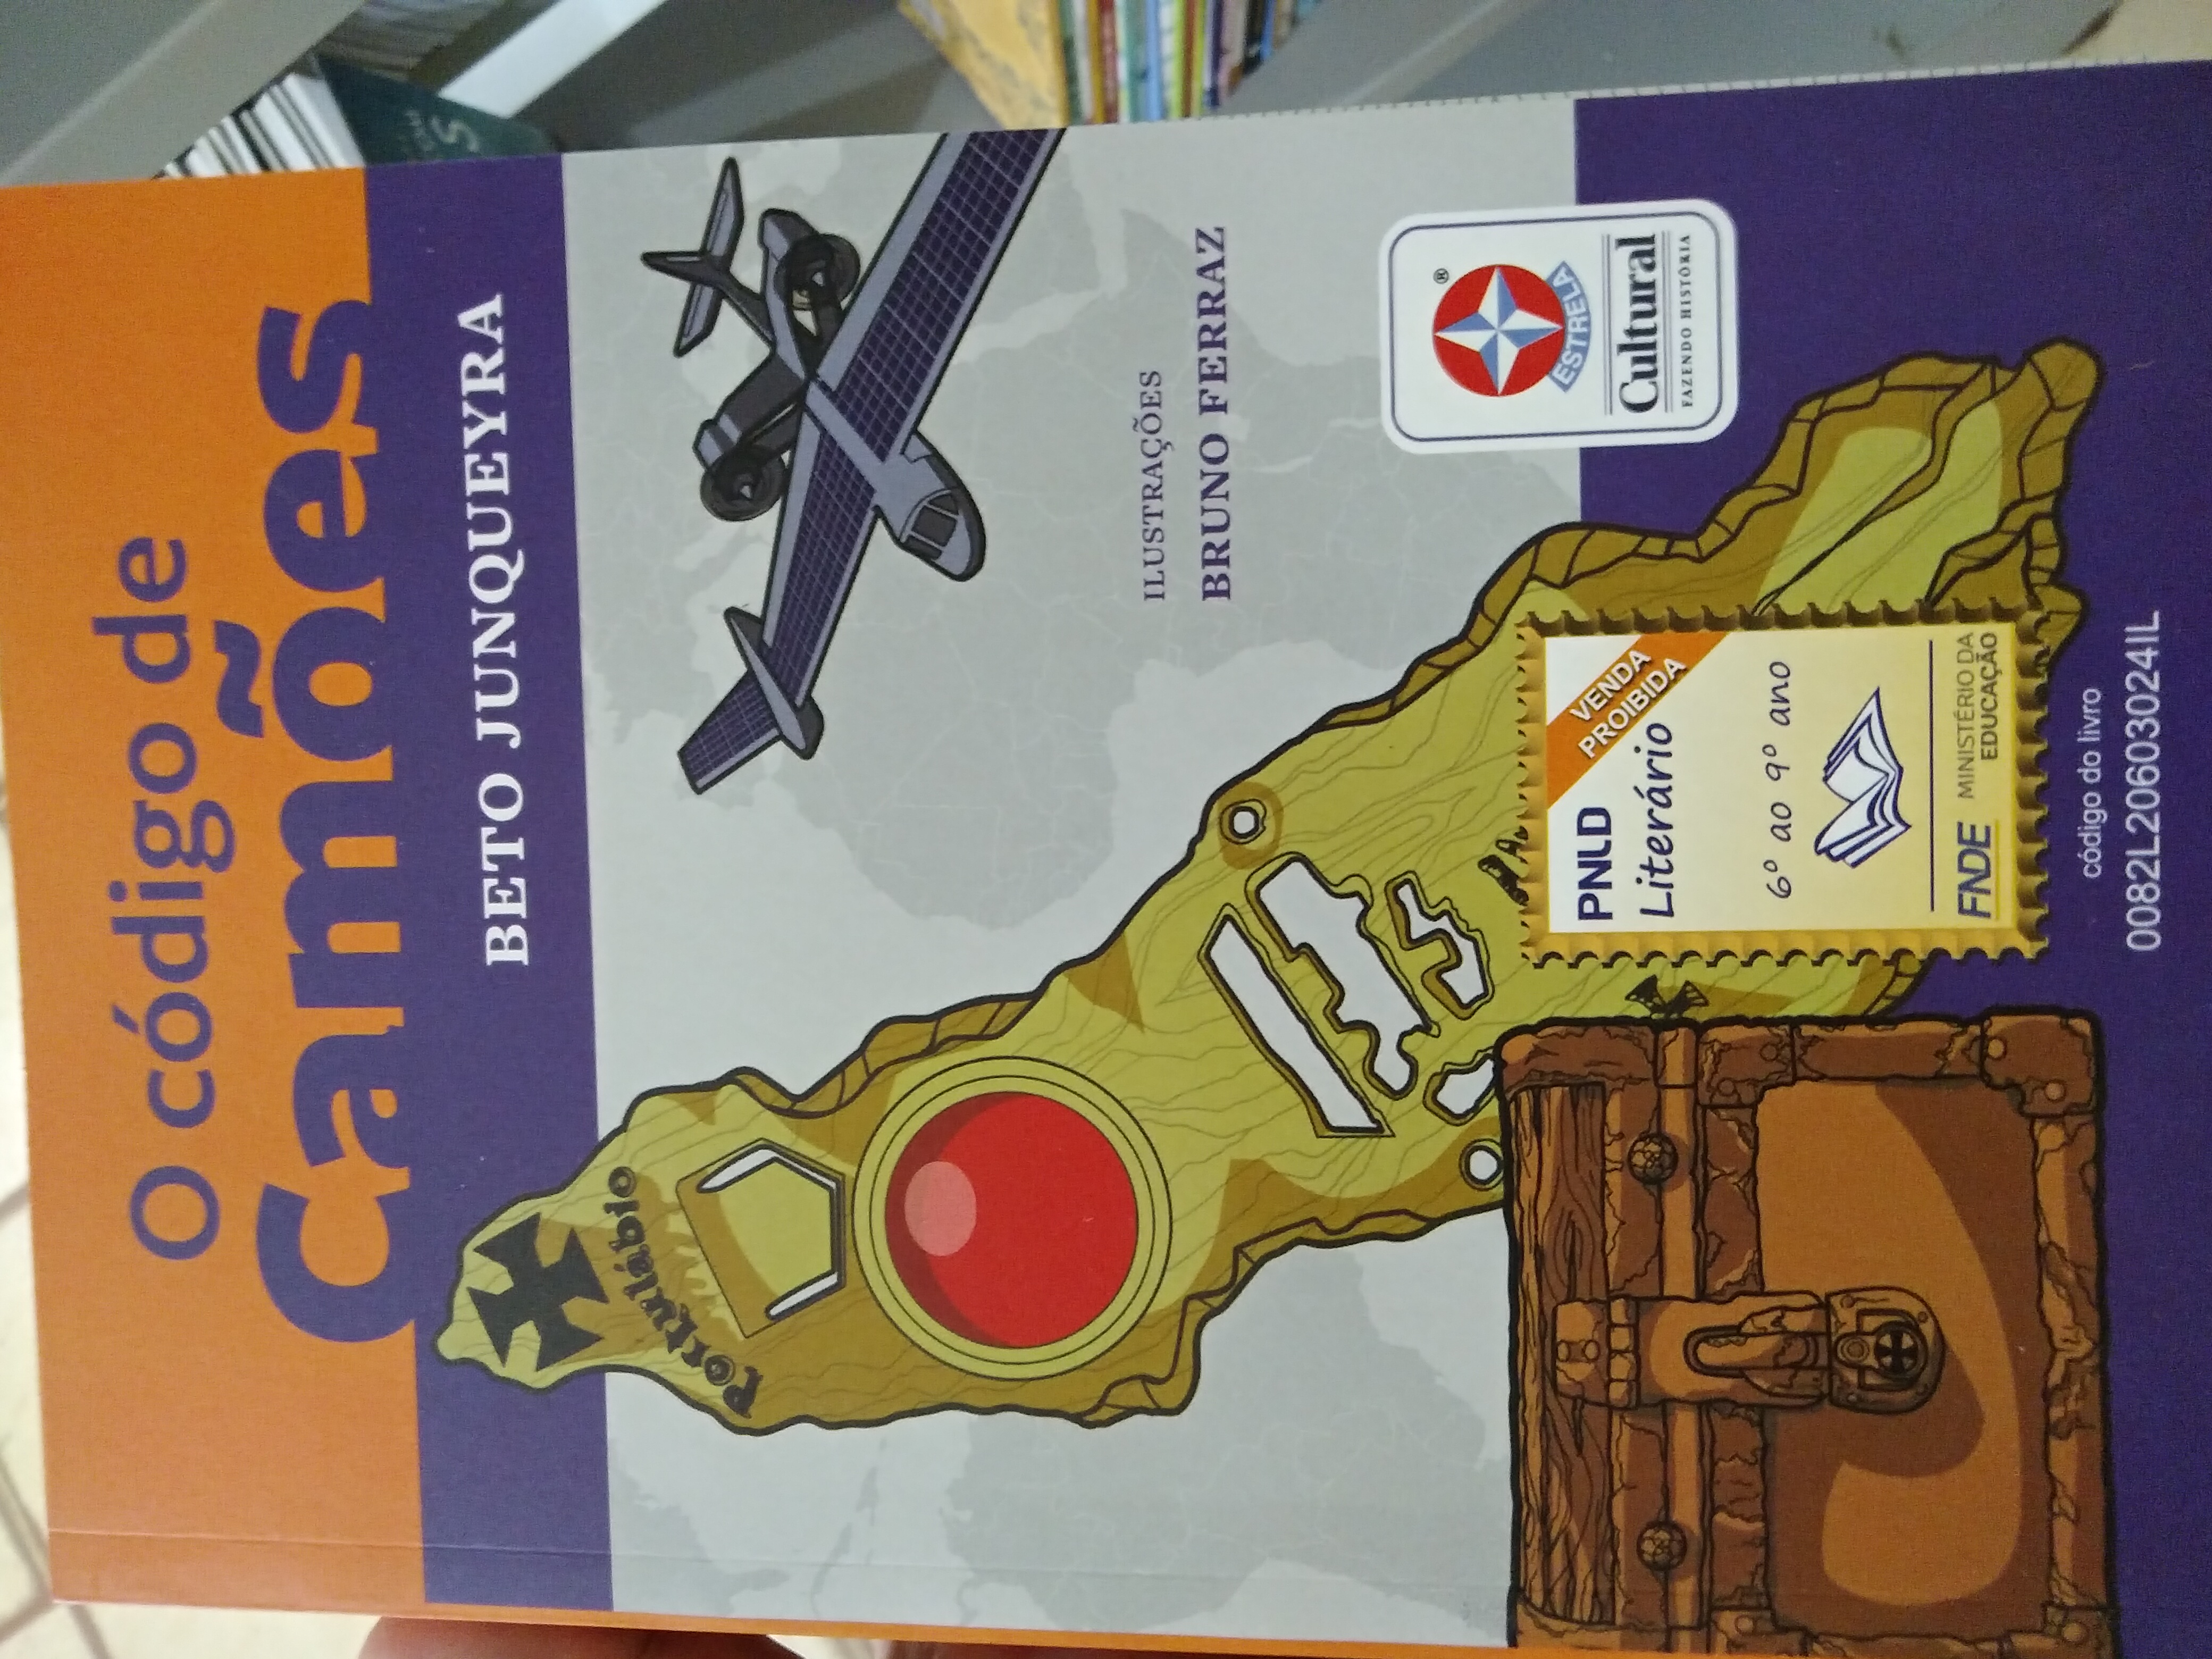 O código de
Camões
BETO JUNQUEYRA
Portulábio
ILUSTRAÇÕES
BRUNO FERRAZ
®
ESTRELA
Cultural
FAZENDO HISTÓRIA
PNLD
Literário
VENDA
PROIBIDA
6º ao 9º ano
FNDE
MINISTÉRIO DA
EDUCAÇÃO
código do livro
0082L20603024IL